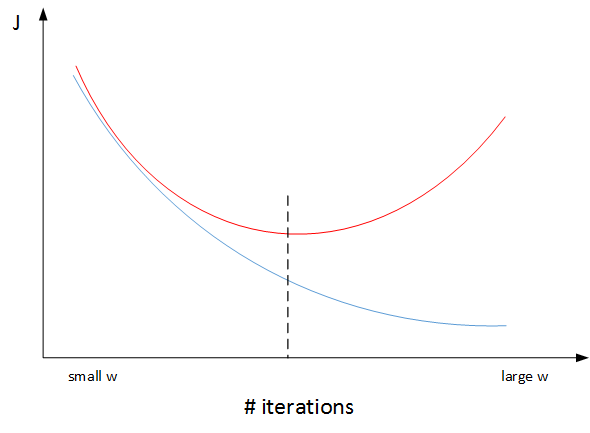 J
small w
large w
# iterations